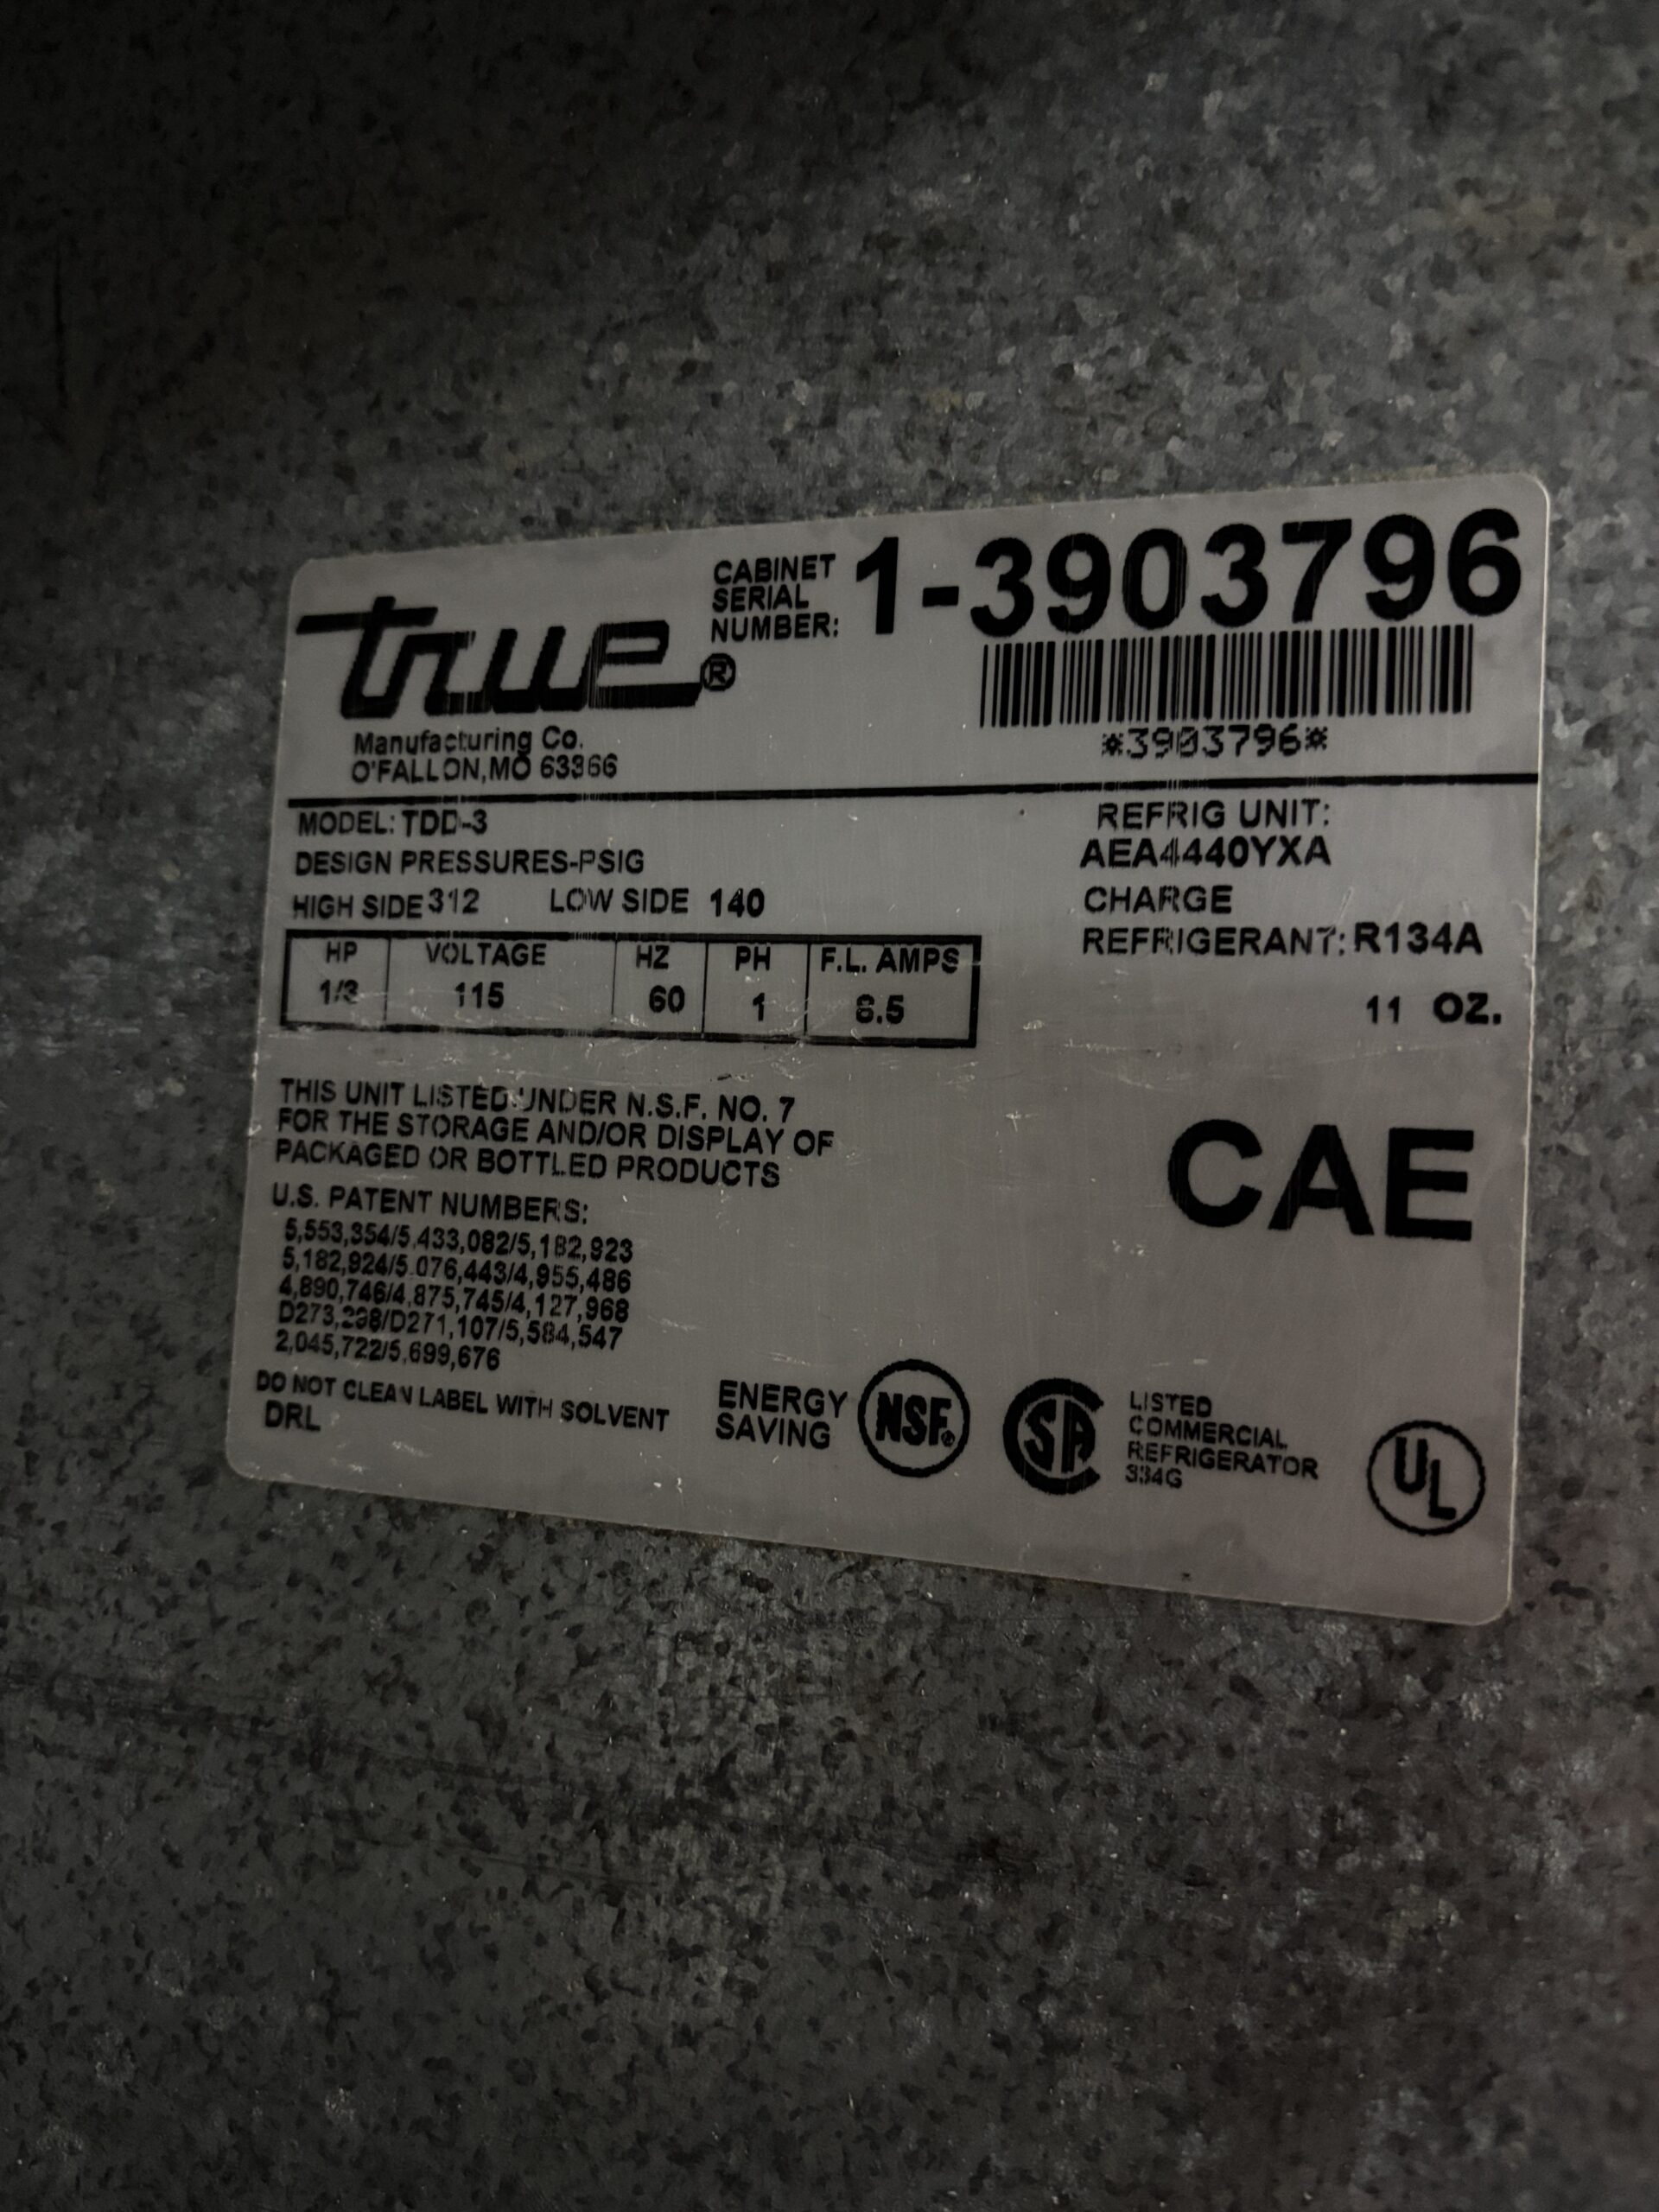 true®
Manufacturing Co.
O'FALLON,MO 63366
CABINET
SERIAL
NUMBER:
1-3903796
*3903796*
MODEL: TDD-3
DESIGN PRESSURES-PSIG
HIGH SIDE 312 LOW SIDE 140
REFRIG UNIT:
AEA4440YXA
CHARGE
REFRIGERANT: R134A
11 OZ.
HP VOLTAGE HZ PH F.L. AMPS
1/3 115 60 1 8.5
THIS UNIT LISTED UNDER N.S.F. NO. 7
FOR THE STORAGE AND/OR DISPLAY OF
PACKAGED OR BOTTLED PRODUCTS
CAE
U.S. PATENT NUMBERS:
5,553,354/5,433,082/5,182,923
5,182,924/5,076,443/4,955,486
4,890,746/4,875,745/4,127,968
D273,298/D271,107/5,584,547
2,045,722/5,699,676
DO NOT CLEAN LABEL WITH SOLVENT
DRL
ENERGY
SAVING
NSF®
SA
LISTED
COMMERCIAL
REFRIGERATOR
334G
UL